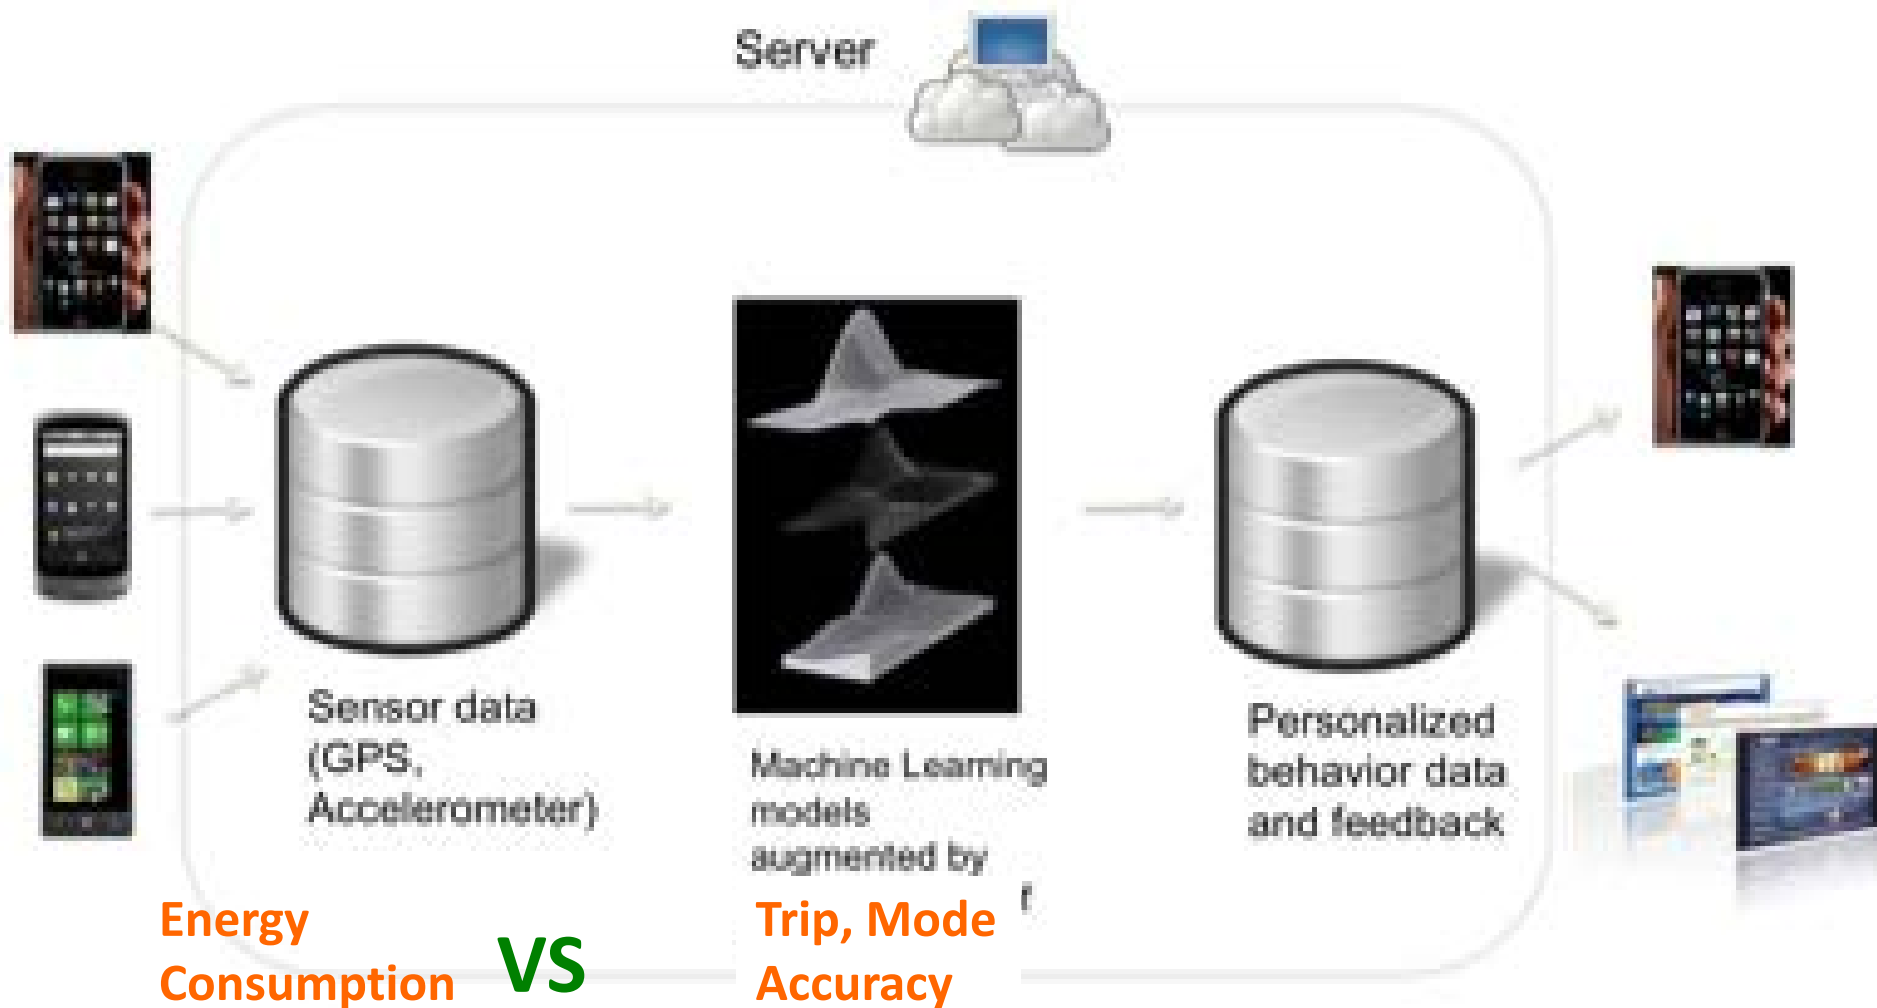 Server
Sensor data
(GPS,
Accelerometer)
Machine Learning
models
augmented by
Personalized
behavior data
and feedback
Energy
Consumption
VS
Trip, Mode
Accuracy